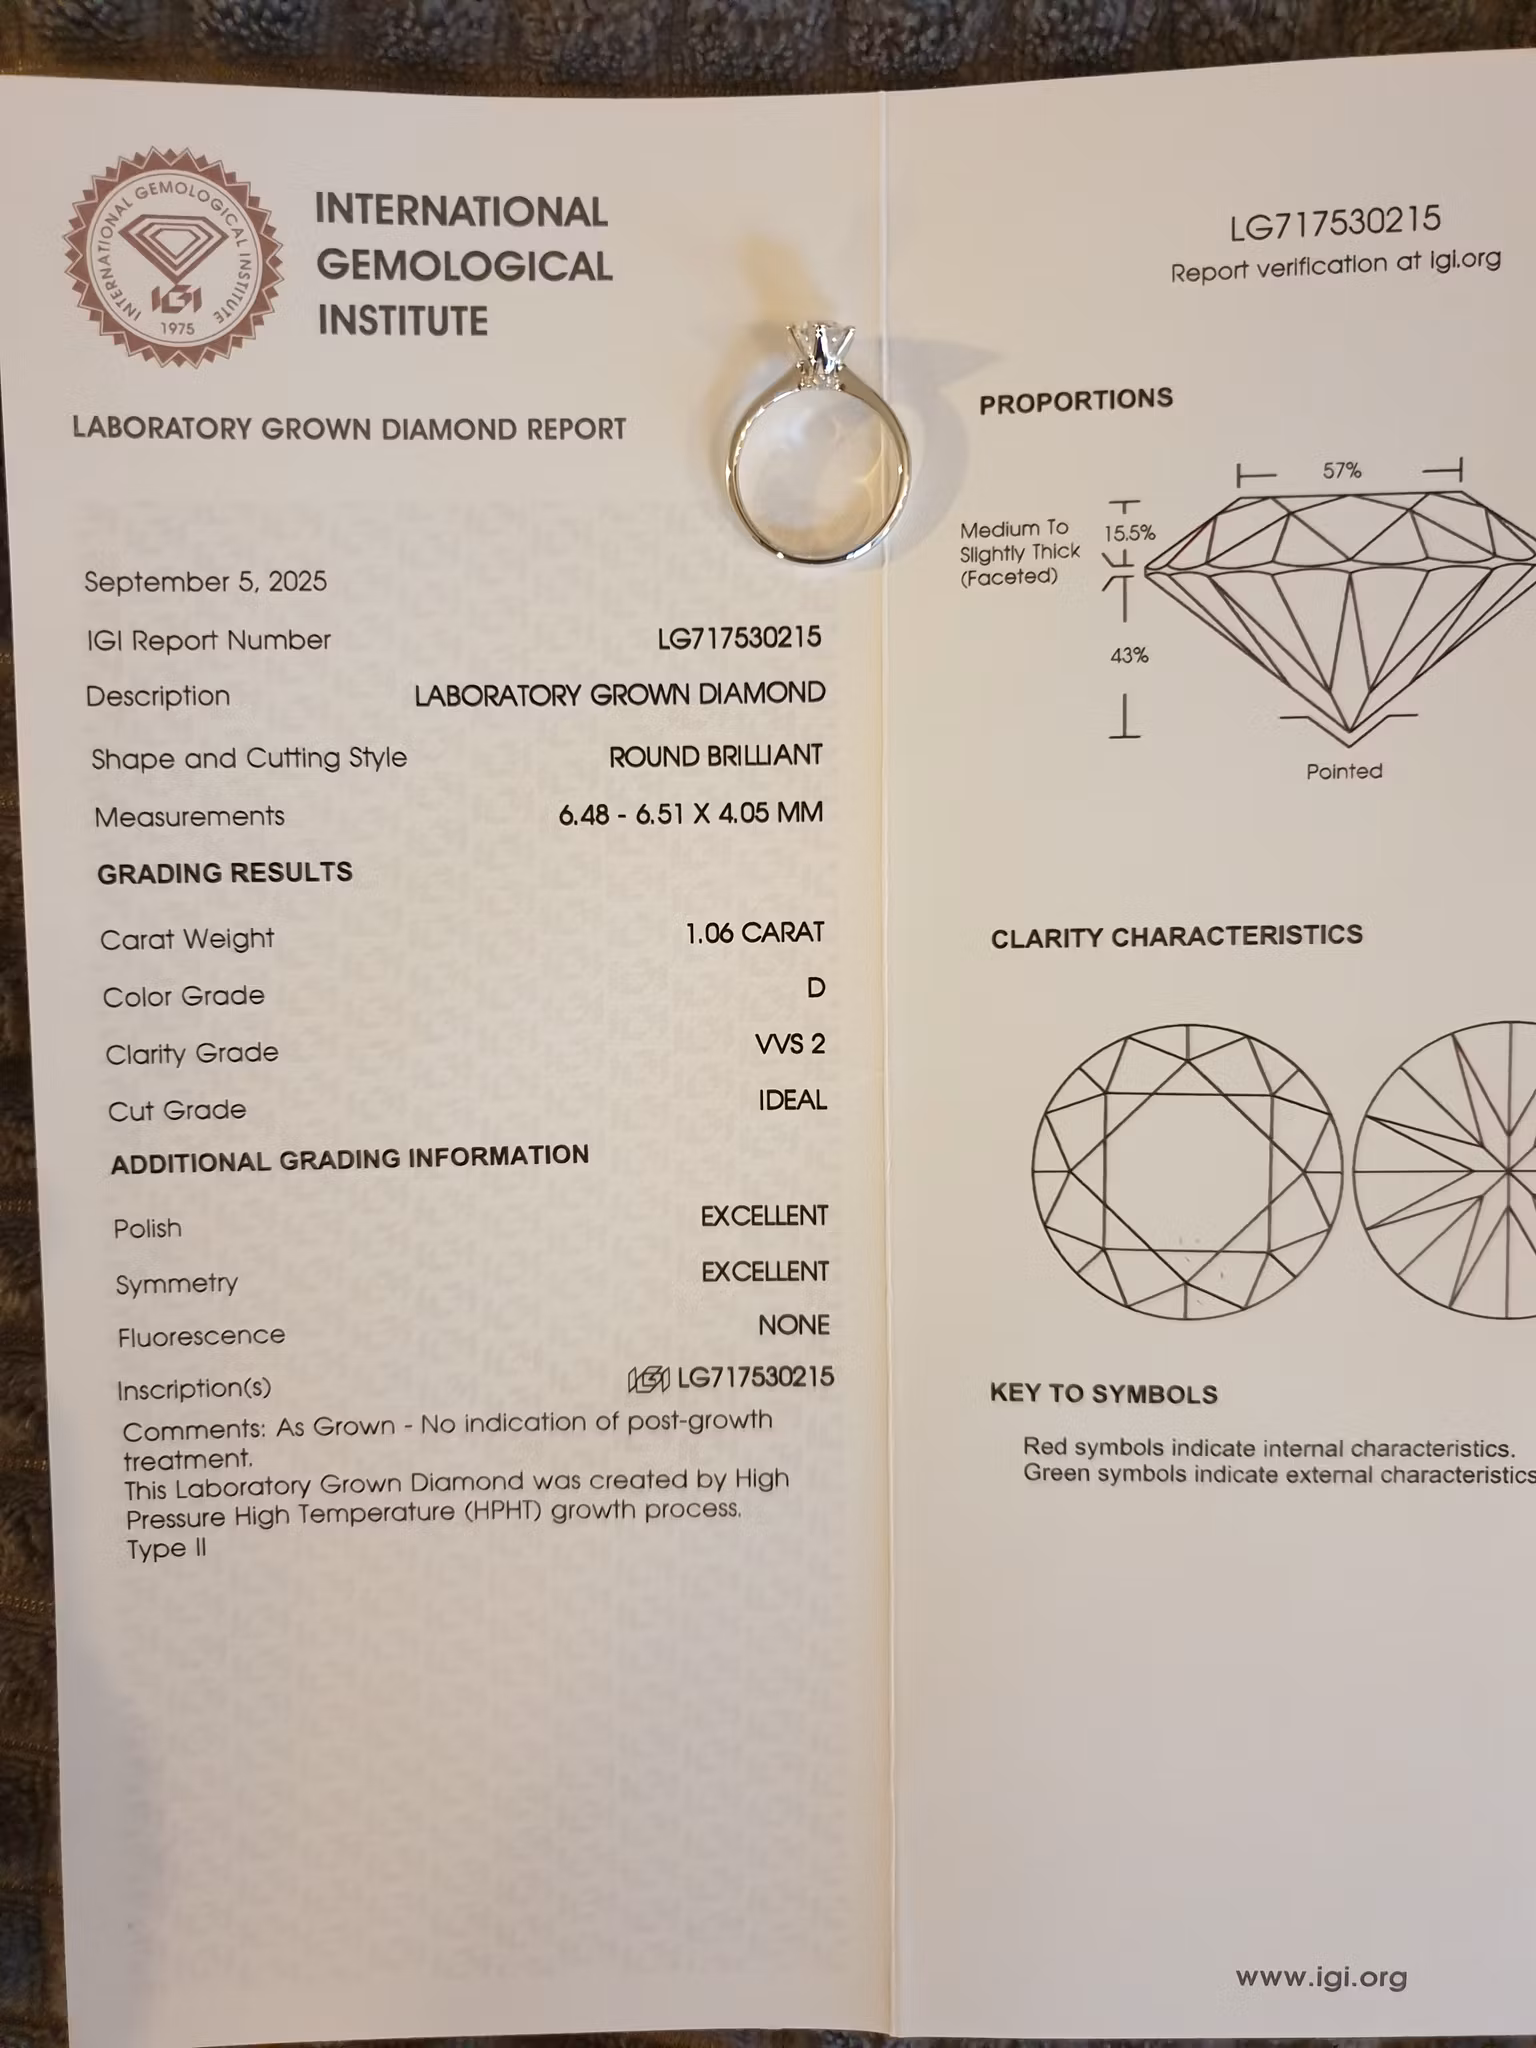 INTERNATIONAL GEMOLOGICAL INSTITUTE
IGI
1975
INTERNATIONAL
GEMOLOGICAL
INSTITUTE
LABORATORY GROWN DIAMOND REPORT
September 5, 2025
IGI Report Number LG717530215
Description LABORATORY GROWN DIAMOND
Shape and Cutting Style ROUND BRILLIANT
Measurements 6.48 - 6.51 X 4.05 MM
GRADING RESULTS
Carat Weight 1.06 CARAT
Color Grade D
Clarity Grade VVS 2
Cut Grade IDEAL
ADDITIONAL GRADING INFORMATION
Polish EXCELLENT
Symmetry EXCELLENT
Fluorescence NONE
Inscription(s) IGI LG717530215
Comments: As Grown - No indication of post-growth
treatment.
This Laboratory Grown Diamond was created by High
Pressure High Temperature (HPHT) growth process.
Type II
LG717530215
Report verification at igi.org
PROPORTIONS
57%
Medium To
Slightly Thick
(Faceted)
15.5%
43%
Pointed
CLARITY CHARACTERISTICS
KEY TO SYMBOLS
Red symbols indicate internal characteristics.
Green symbols indicate external characteristics
www.igi.org